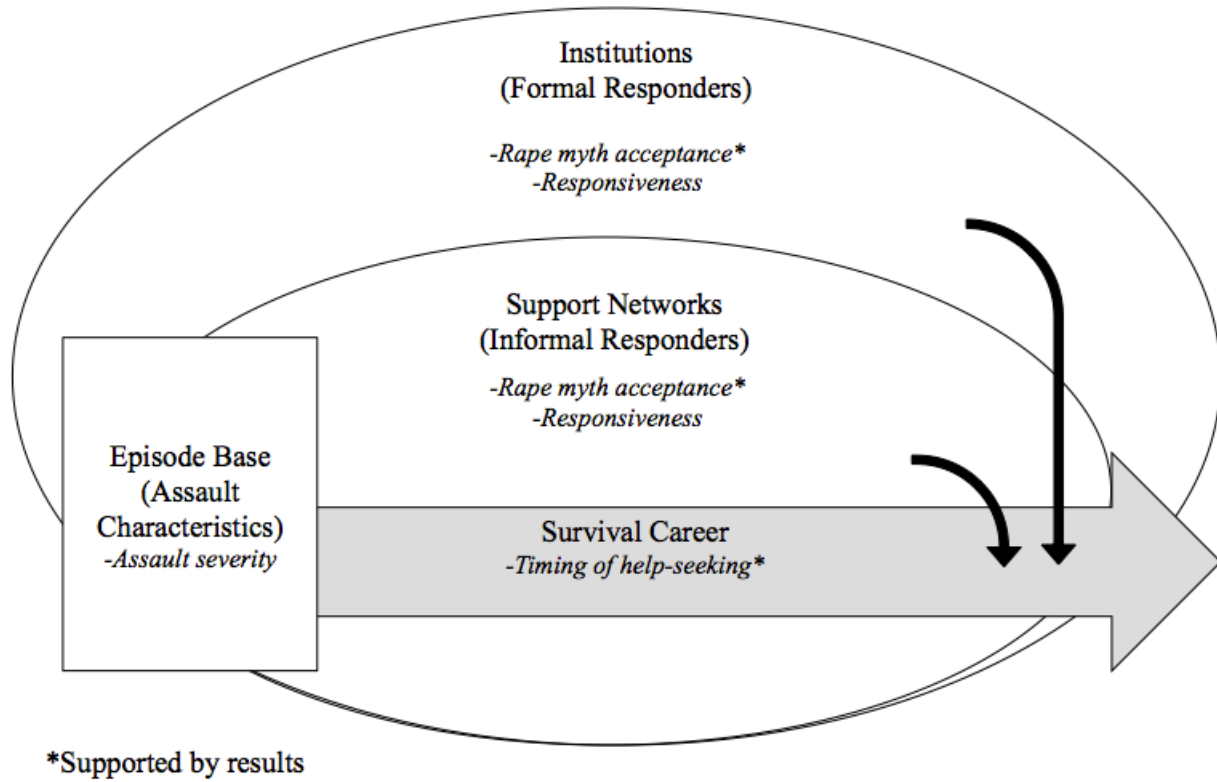 Institutions
(Formal Responders)
-Rape myth acceptance*
-Responsiveness
Support Networks
(Informal Responders)
-Rape myth acceptance*
-Responsiveness
Episode Base
(Assault
Characteristics)
-Assault severity
Survival Career
-Timing of help-seeking*
*Supported by results